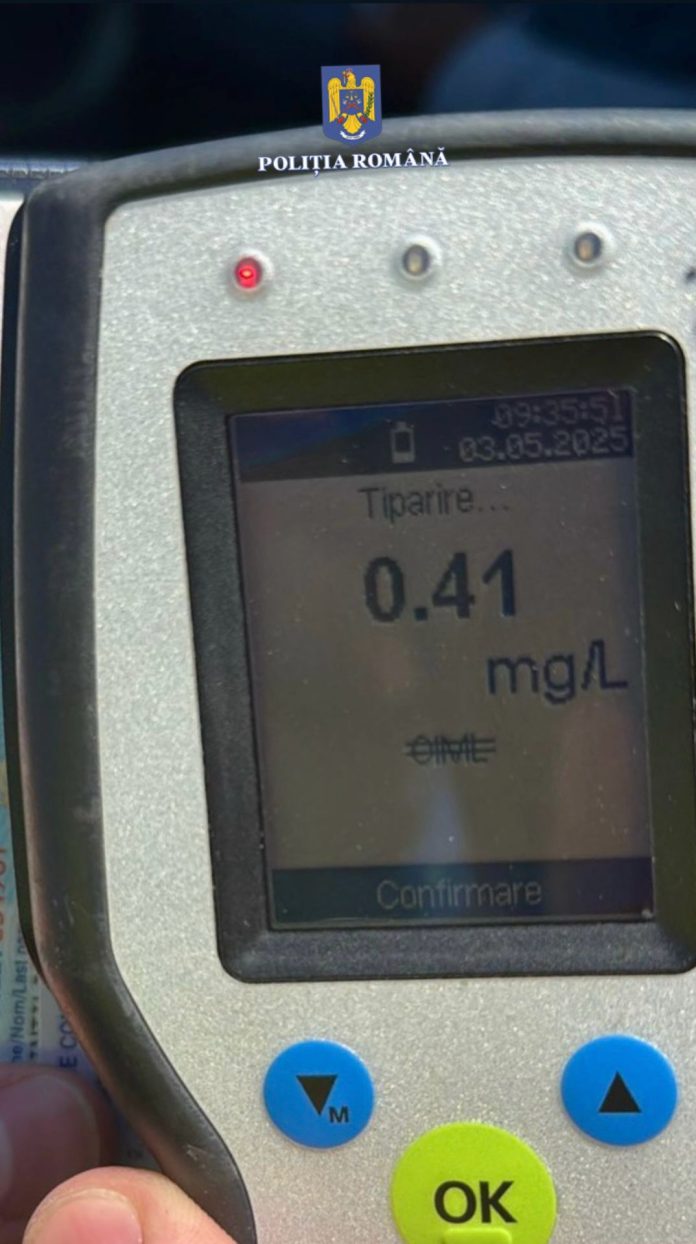 POLIȚIA ROMÂNĂ
09:35:51
03.05.2025
Tiparire...
0.41
mg/L
OIML
Confirmare
M
OK